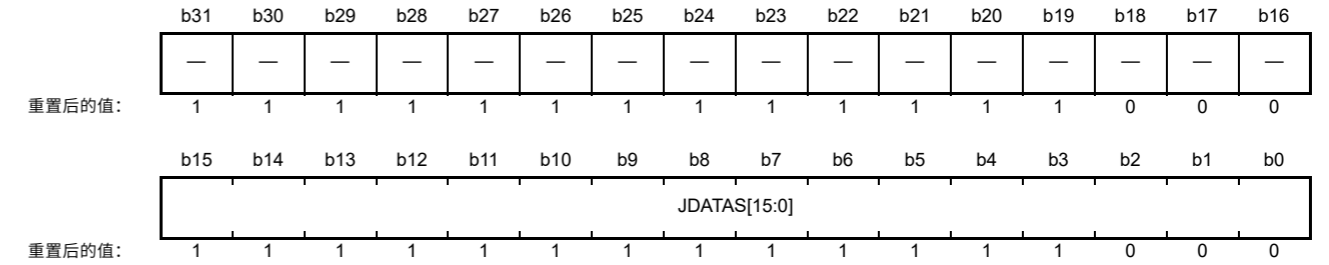 b31 b30 b29 b28 b27 b26 b25 b24 b23 b22 b21 b20 b19 b18 b17 b16
— — — — — — — — — — — — — — — —
重置后的值： 1 1 1 1 1 1 1 1 1 1 1 1 1 0 0 0
b15 b14 b13 b12 b11 b10 b9 b8 b7 b6 b5 b4 b3 b2 b1 b0
JDATAS[15:0]
重置后的值： 1 1 1 1 1 1 1 1 1 1 1 1 1 0 0 0